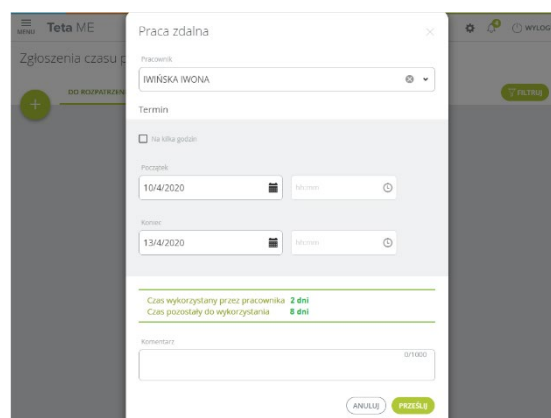 MENU
Teta ME
WYLOG
4
Zgłoszenia czasu p
DO ROZPATRZEN
FILTRUJ
Praca zdalna
Pracownik
IWIŃSKA IWONA
Termin
Na kilka godzin
Początek
10/4/2020
hh:mm
Koniec
13/4/2020
hh:mm
Czas wykorzystany przez pracownika 2 dni
Czas pozostały do wykorzystania 8 dni
Komentarz
0/1000
ANULUJ
PRZEŚLIJ